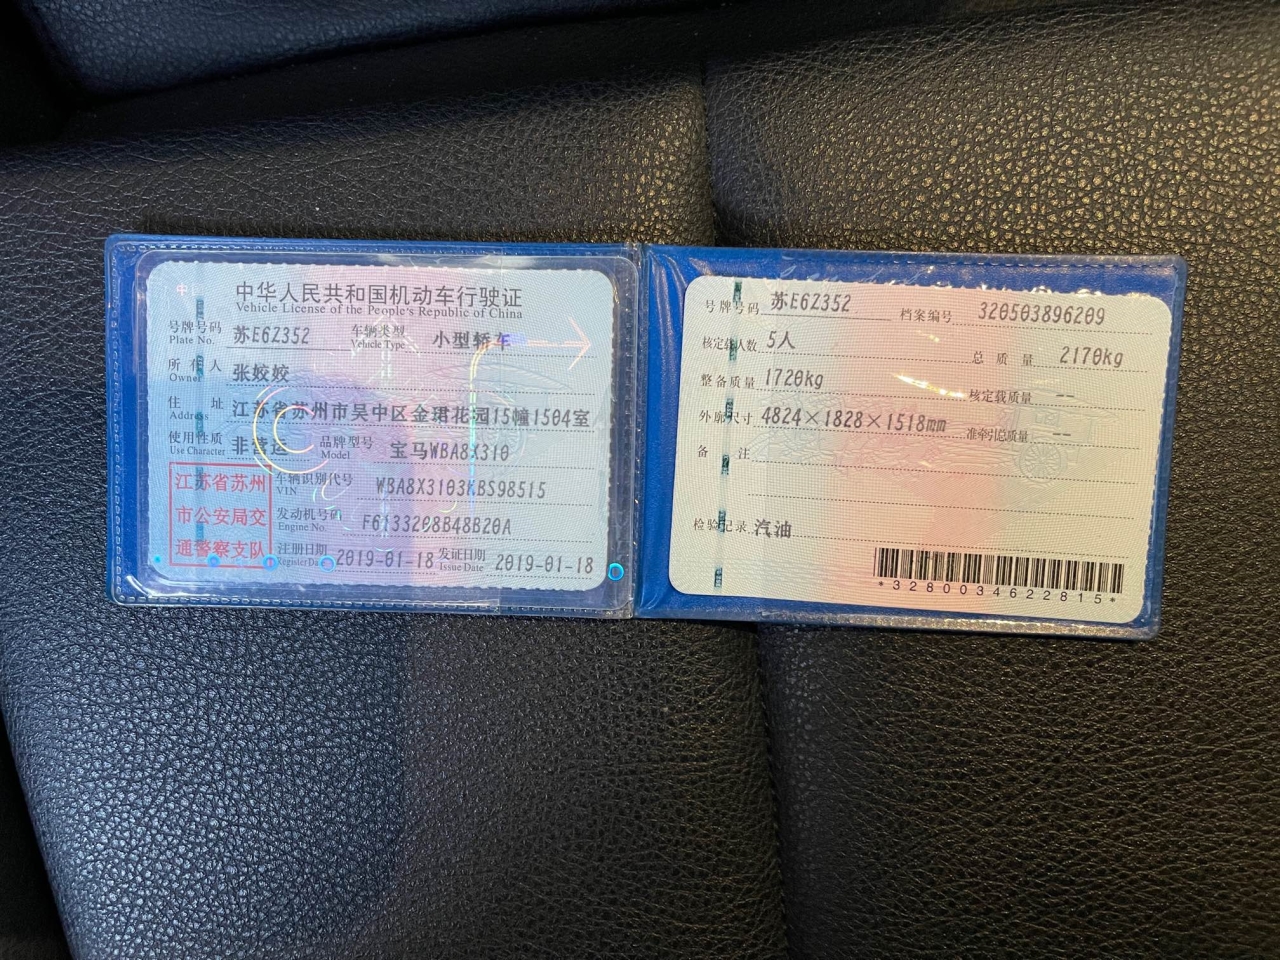 中华人民共和国机动车行驶证
Vehicle License of the People's Republic of China
号牌号码 苏E6Z352 车辆类型 小型轿车
Plate No. Vehicle Type
所有人 张姣姣
Owner
住址 江苏省苏州市吴中区金珺花园15幢1504室
Address
使用性质 非营运 品牌型号 宝马WBA8X310
Use Character Model
江苏省苏州
市公安局交
通警察支队
车辆识别代号 WBA8X3103KBS98515
VIN
发动机号码 F6133208B48B20A
Engine No.
注册日期 2019-01-18 发证日期 2019-01-18
Register Date Issue Date
号牌号码 苏E6Z352 档案编号 320503896209
核定载人数 5人 总质量 2170kg
整备质量 1720kg 核定载质量 --
外廓尺寸 4824×1828×1518mm 准牵引总质量 --
备注
检验记录 汽油
*3280034622815*